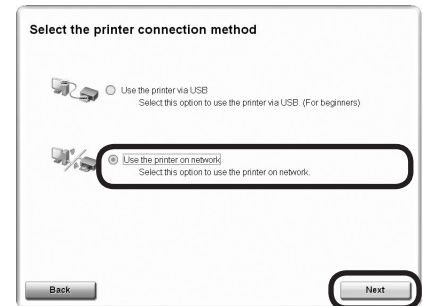 Select the printer connection method
Use the printer via USB
Select this option to use the printer via USB. (For beginners)
Use the printer on network
Select this option to use the printer on network.
Back
Next